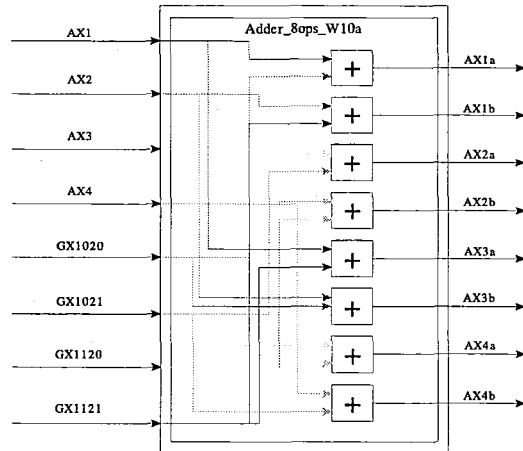 Adder_8ops_W10a
AX1
AX2
AX3
AX4
GX1020
GX1021
GX1120
GX1121
+
+
+
+
+
+
+
+
AX1a
AX1b
AX2a
AX2b
AX3a
AX3b
AX4a
AX4b